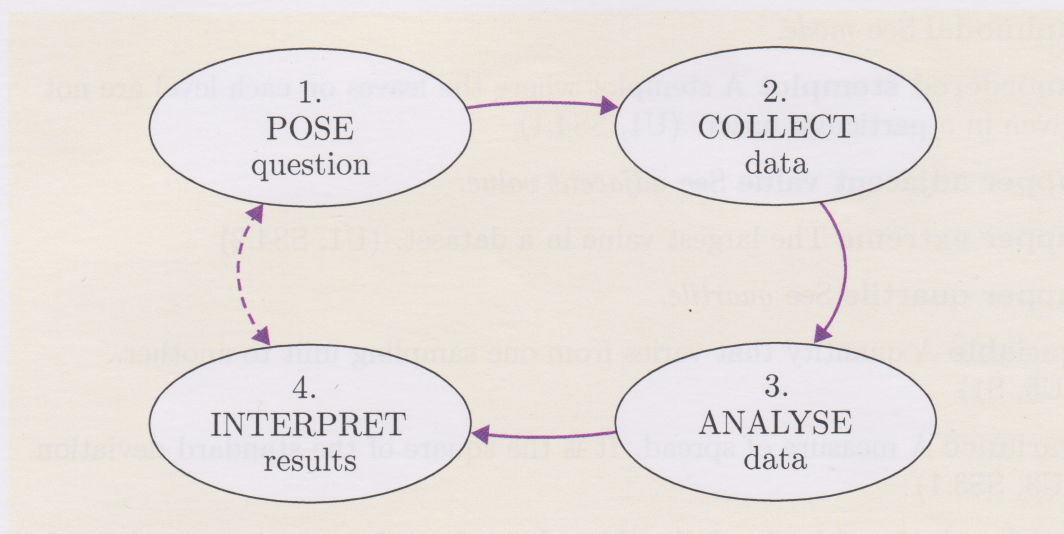 1.
POSE
question
2.
COLLECT
data
3.
ANALYSE
data
4.
INTERPRET
results